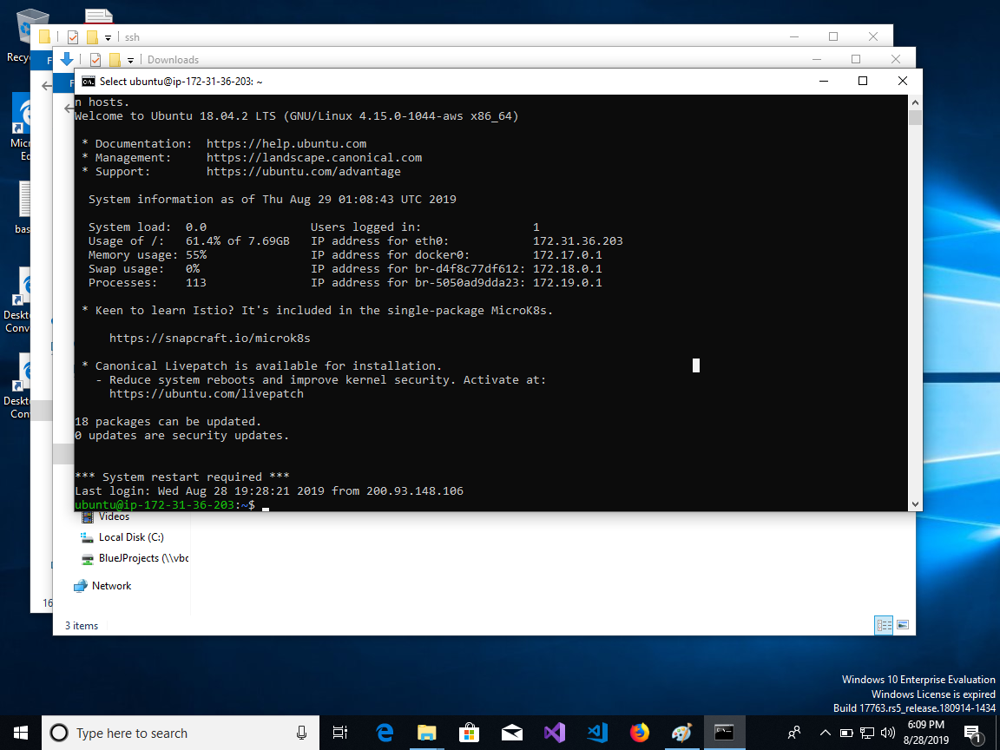 Recy
ssh
F
Downloads
F
Select ubuntu@ip-172-31-36-203: ~
n hosts.
Welcome to Ubuntu 18.04.2 LTS (GNU/Linux 4.15.0-1044-aws x86_64)
* Documentation:  https://help.ubuntu.com
* Management:     https://landscape.canonical.com
* Support:        https://ubuntu.com/advantage
System information as of Thu Aug 29 01:08:43 UTC 2019
System load:  0.0               Users logged in:                1
Usage of /:   61.4% of 7.69GB   IP address for eth0:            172.31.36.203
Memory usage: 55%               IP address for docker0:         172.17.0.1
Swap usage:   0%                IP address for br-d4f8c77df612: 172.18.0.1
Processes:    113               IP address for br-5050ad9dda23: 172.19.0.1
* Keen to learn Istio? It's included in the single-package MicroK8s.
https://snapcraft.io/microk8s
* Canonical Livepatch is available for installation.
- Reduce system reboots and improve kernel security. Activate at:
https://ubuntu.com/livepatch
18 packages can be updated.
0 updates are security updates.
*** System restart required ***
Last login: Wed Aug 28 19:28:21 2019 from 200.93.148.106
ubuntu@ip-172-31-36-203:~$
Micr
Ed
bas
Deskto
Conv
Deskto
Conv
Videos
Local Disk (C:)
BlueJProjects (\\vbo
Network
16
3 items
Windows 10 Enterprise Evaluation
Windows License is expired
Build 17763.rs5_release.180914-1434
Type here to search
6:09 PM
8/28/2019
1